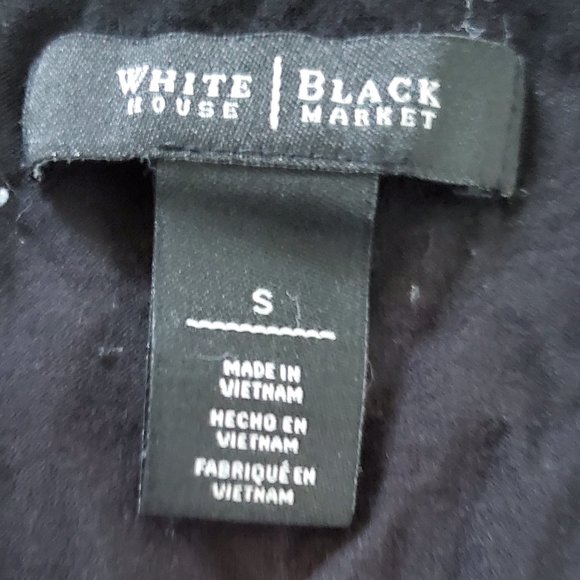 WHITE | BLACK
HOUSE | MARKET
S
MADE IN
VIETNAM
HECHO EN
VIETNAM
FABRIQUÉ EN
VIETNAM